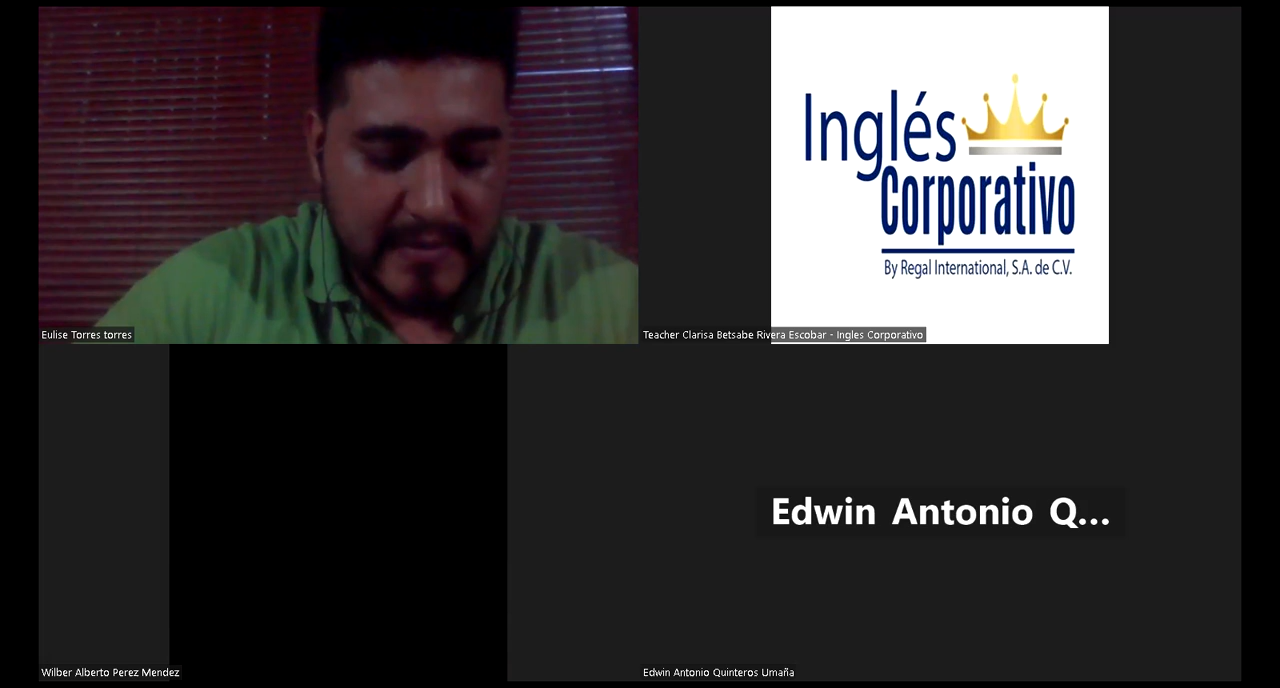 Inglés
Corporativo
By Regal International, S.A. de C.V.
Eulise Torres torres
Teacher Clarisa Betsabe Rivera Escobar - Ingles Corporativo
Edwin Antonio Q...
Wilber Alberto Perez Mendez
Edwin Antonio Quinteros Umaña